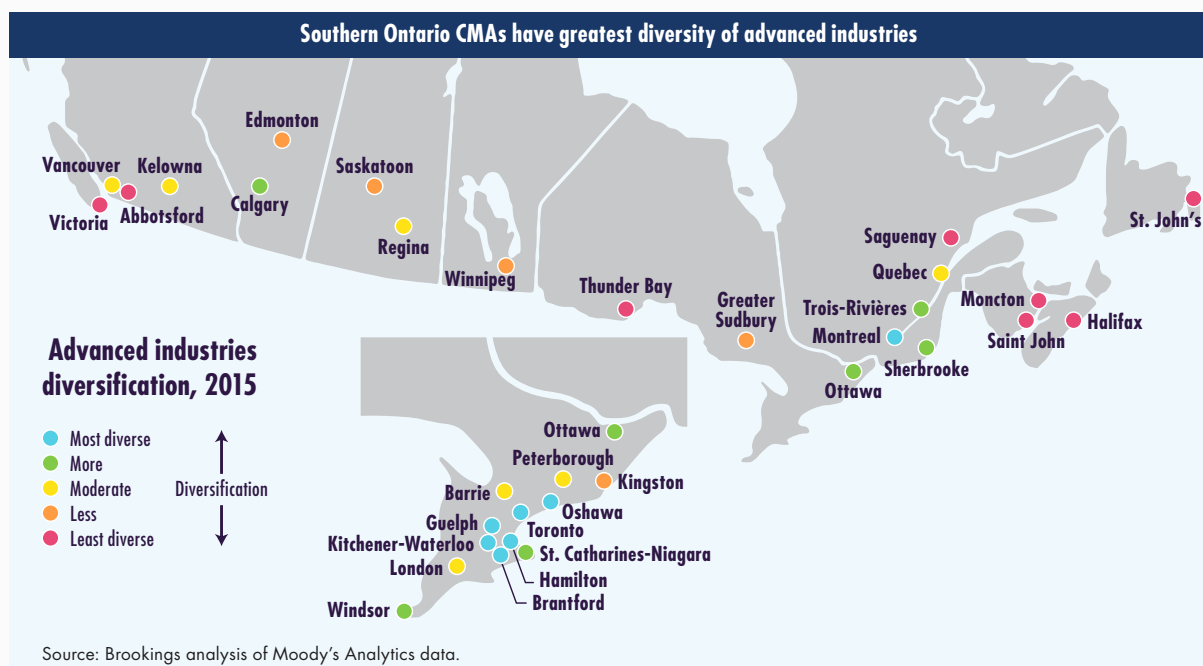 Southern Ontario CMAs have greatest diversity of advanced industries
Edmonton
Vancouver
Kelowna
Saskatoon
Victoria
Abbotsford
Calgary
Regina
Winnipeg
Thunder Bay
Greater
Sudbury
St. John's
Saguenay
Quebec
Trois-Rivières
Moncton
Montreal
Saint John
Halifax
Sherbrooke
Ottawa
Advanced industries
diversification, 2015
Most diverse
More
Moderate
Less
Least diverse
Diversification
Ottawa
Peterborough
Kingston
Barrie
Oshawa
Guelph
Toronto
Kitchener-Waterloo
St. Catharines-Niagara
London
Hamilton
Brantford
Windsor
Source: Brookings analysis of Moody's Analytics data.